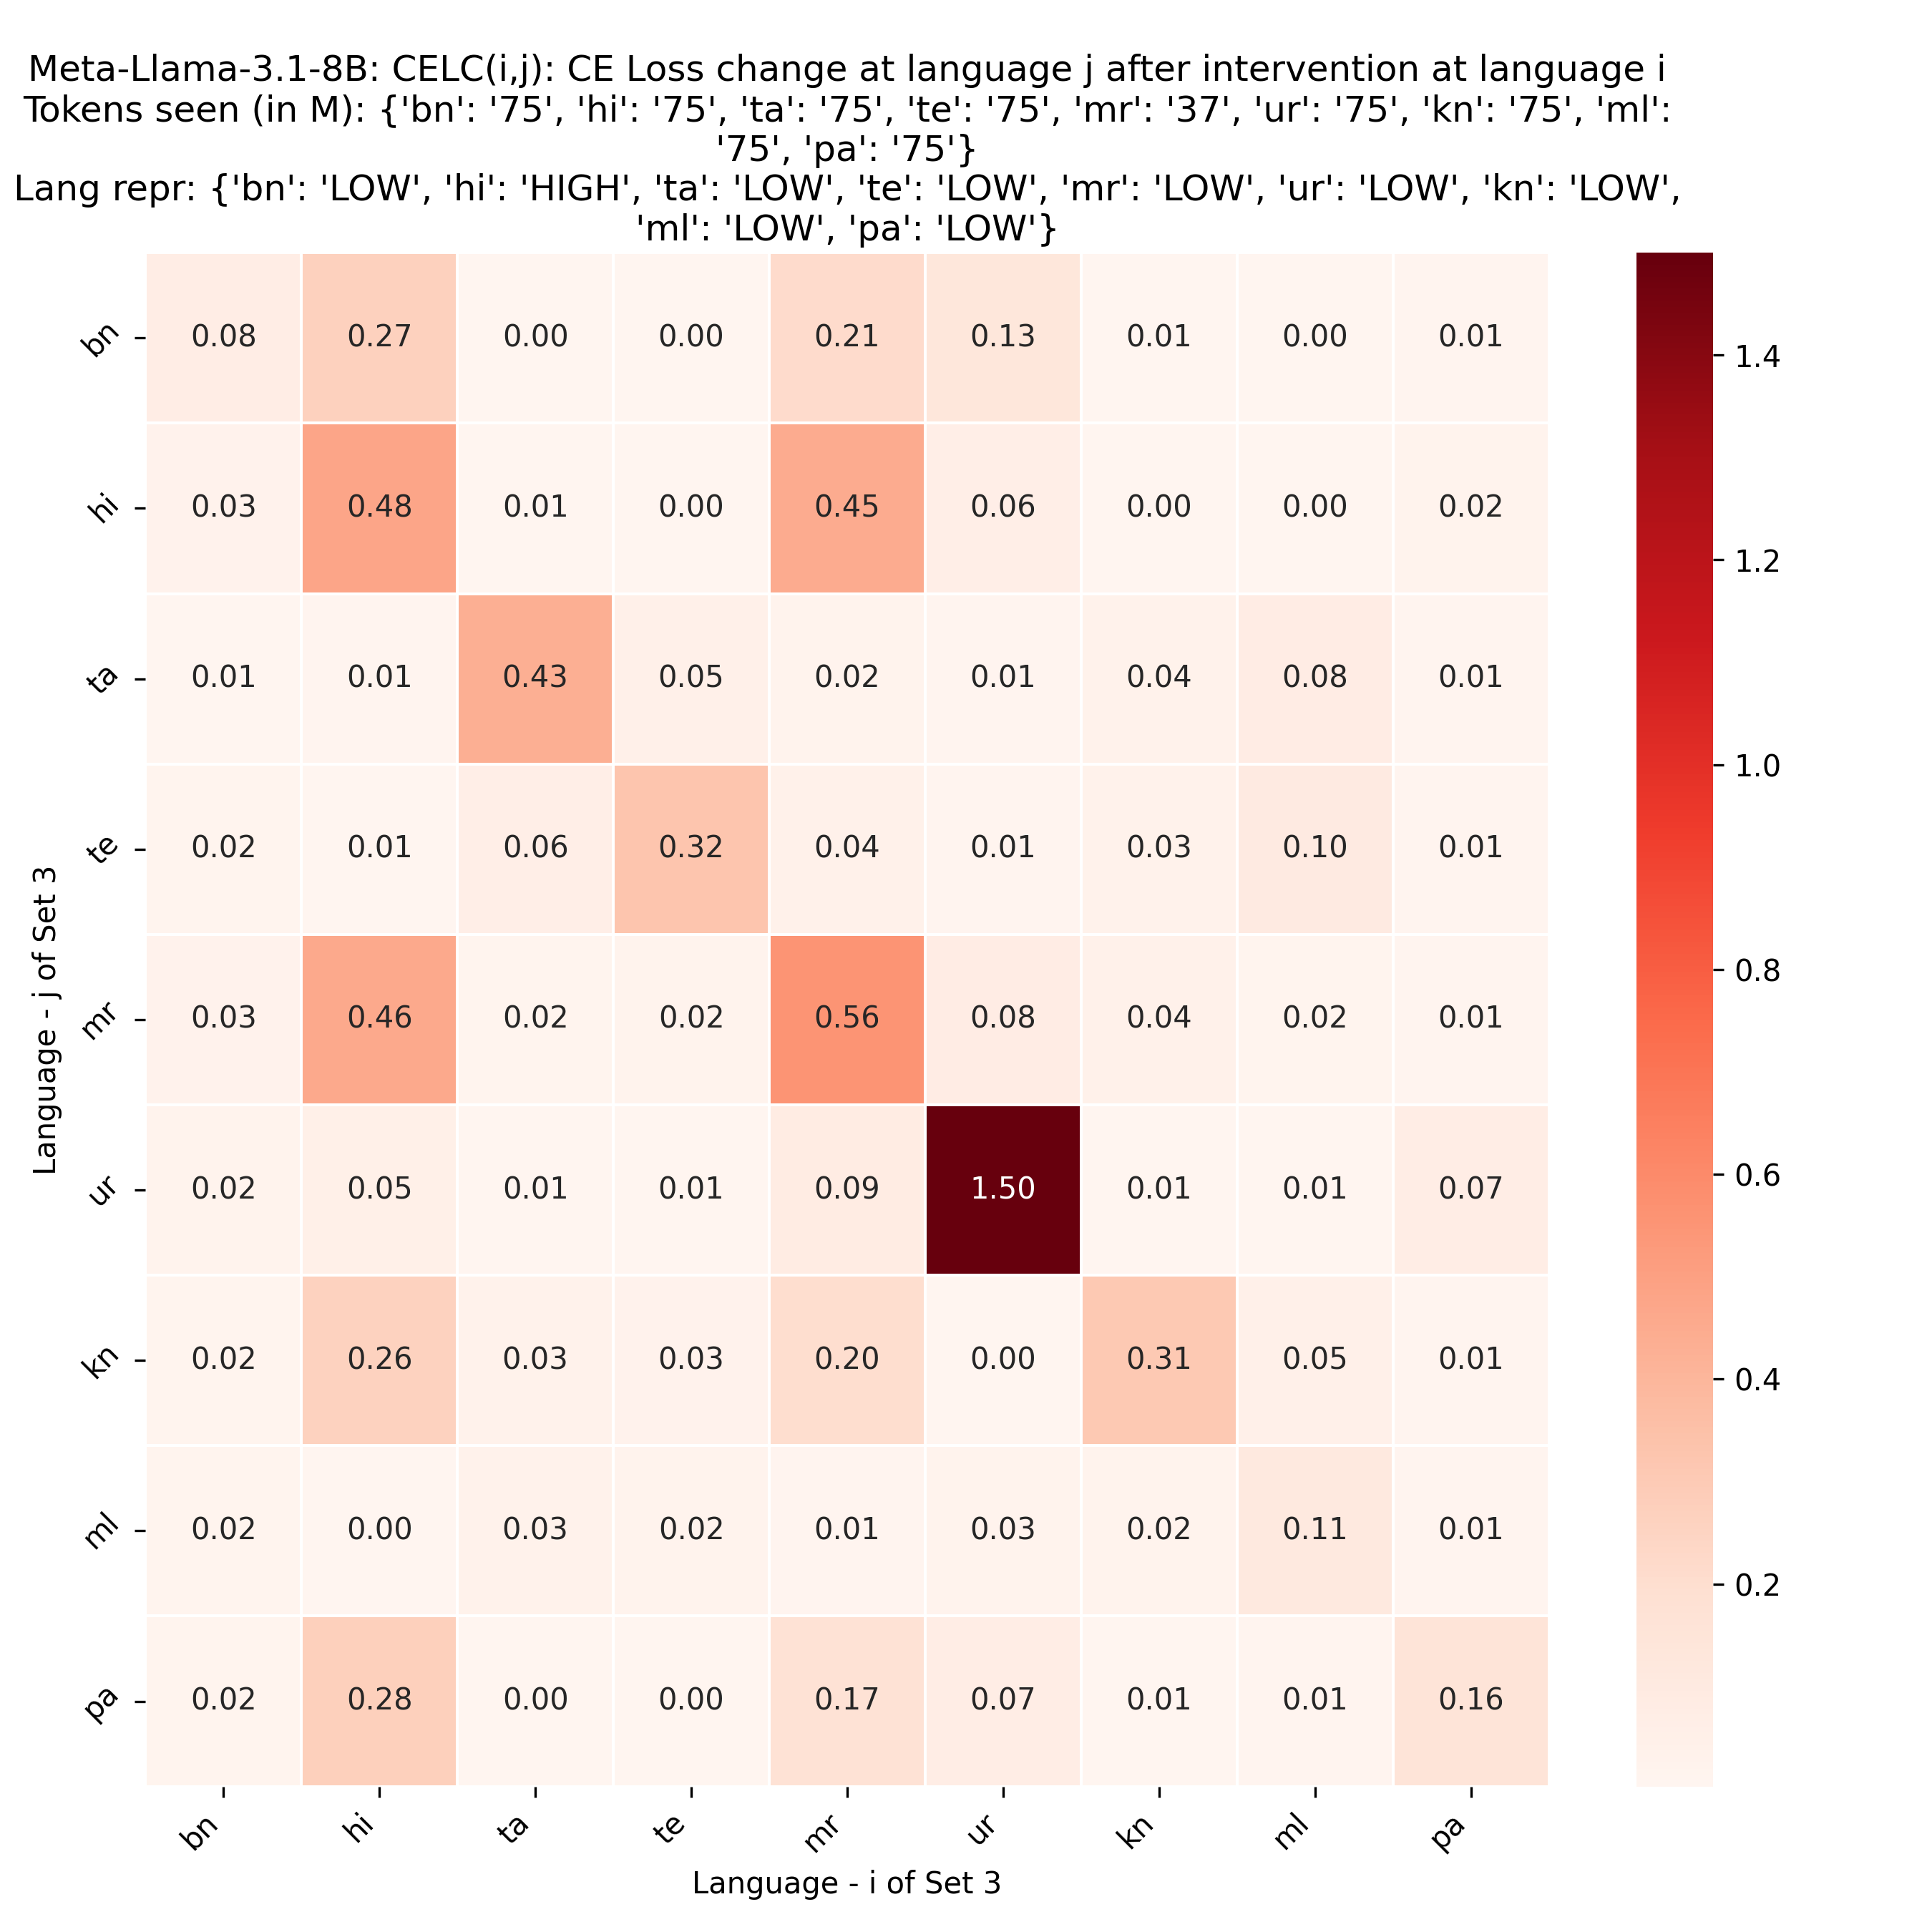 Meta-Llama-3.1-8B: CELC(i,j): CE Loss change at language j after intervention at language i
Tokens seen (in M): {'bn': '75', 'hi': '75', 'ta': '75', 'te': '75', 'mr': '37', 'ur': '75', 'kn': '75', 'ml':
'75', 'pa': '75'}
Lang repr: {'bn': 'LOW', 'hi': 'HIGH', 'ta': 'LOW', 'te': 'LOW', 'mr': 'LOW', 'ur': 'LOW', 'kn': 'LOW',
'ml': 'LOW', 'pa': 'LOW'}
bn 0.08 0.27 0.00 0.00 0.21 0.13 0.01 0.00 0.01
hi 0.03 0.48 0.01 0.00 0.45 0.06 0.00 0.00 0.02
ta 0.01 0.01 0.43 0.05 0.02 0.01 0.04 0.08 0.01
te 0.02 0.01 0.06 0.32 0.04 0.01 0.03 0.10 0.01
mr 0.03 0.46 0.02 0.02 0.56 0.08 0.04 0.02 0.01
ur 0.02 0.05 0.01 0.01 0.09 1.50 0.01 0.01 0.07
kn 0.02 0.26 0.03 0.03 0.20 0.00 0.31 0.05 0.01
ml 0.02 0.00 0.03 0.02 0.01 0.03 0.02 0.11 0.01
pa 0.02 0.28 0.00 0.00 0.17 0.07 0.01 0.01 0.16
bn hi ta te mr ur kn ml pa
Language - i of Set 3
Language - j of Set 3
1.4
1.2
1.0
0.8
0.6
0.4
0.2